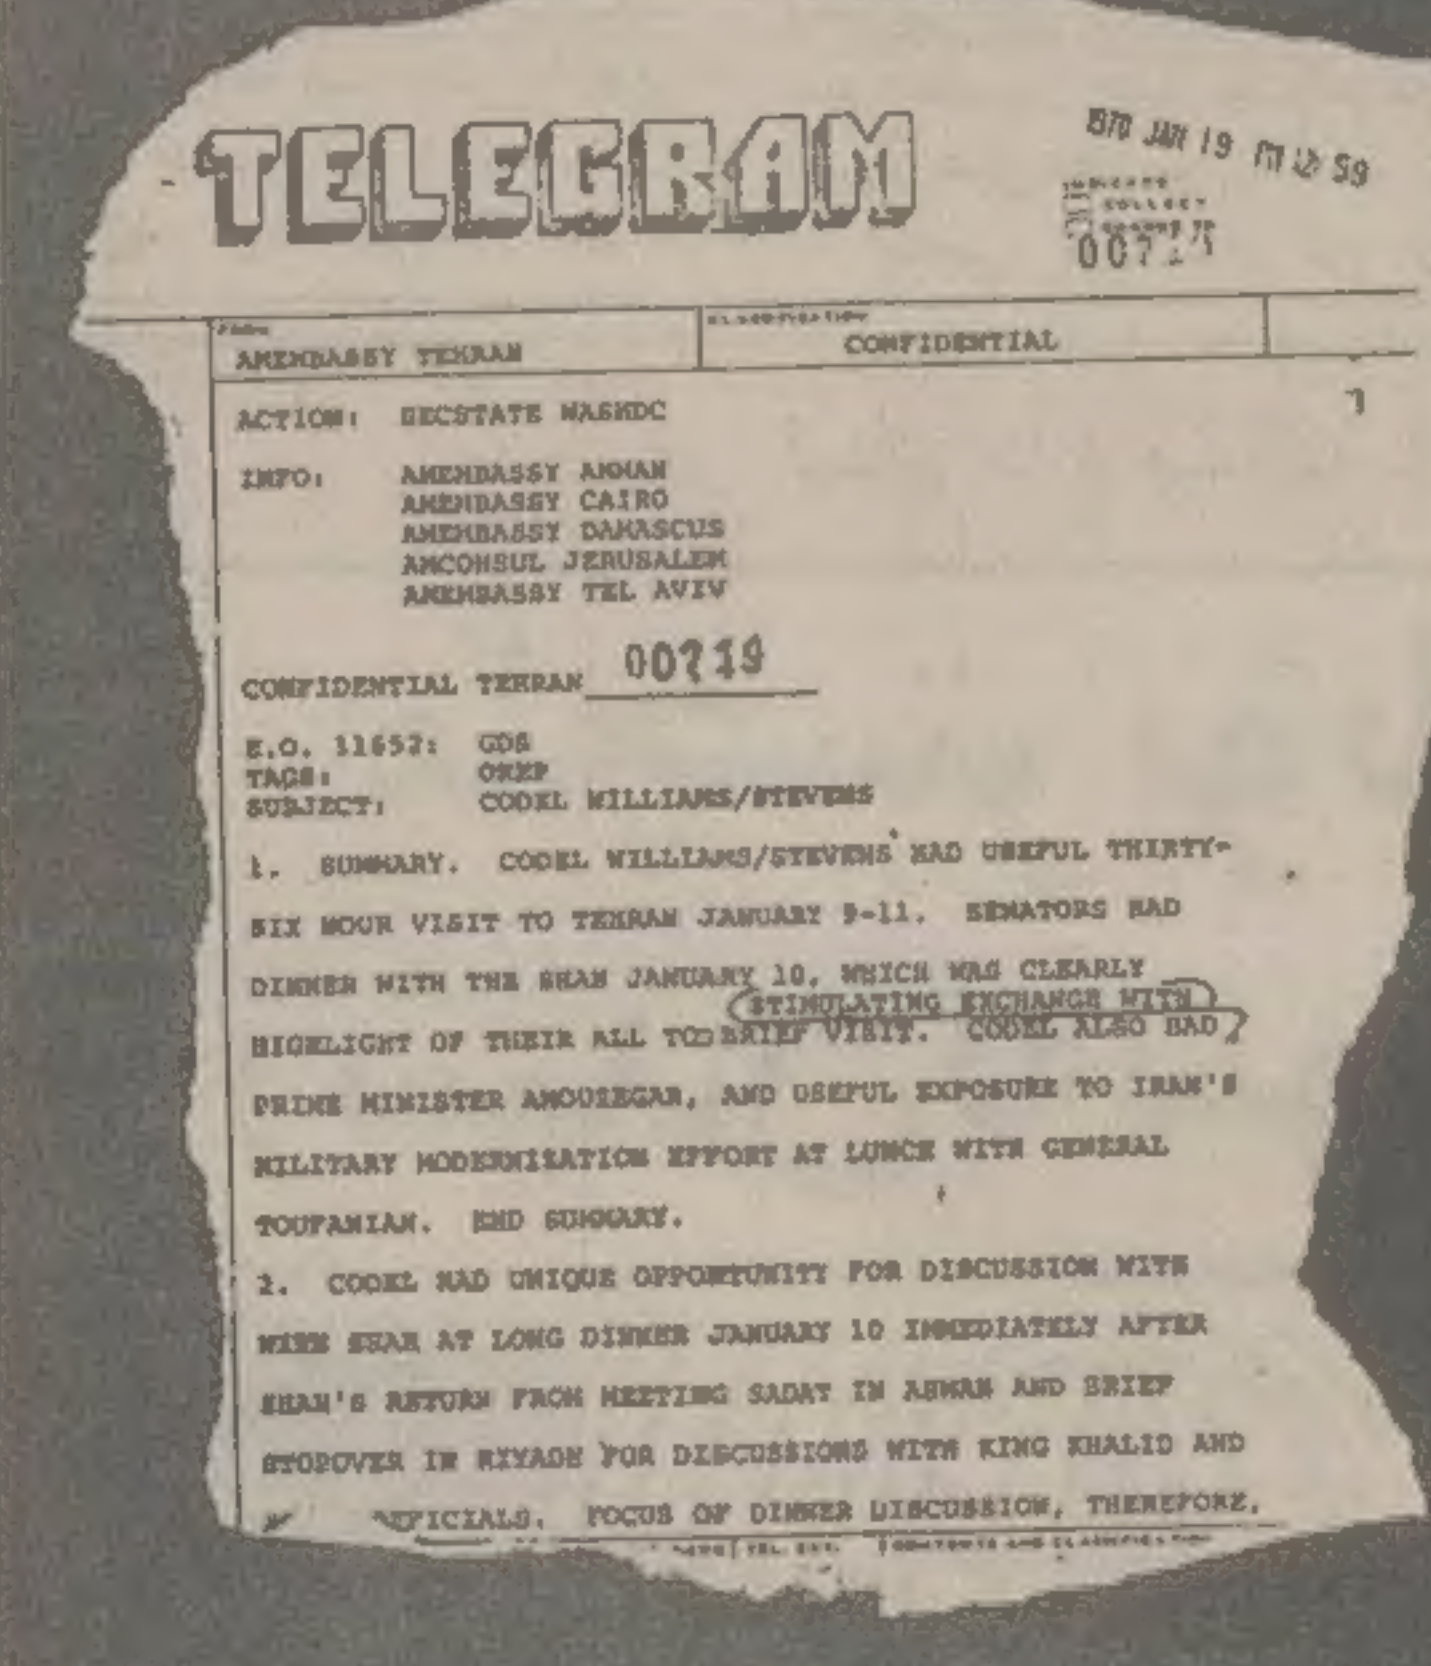 TELEGRAM
JAN 19 59
COLLECT
FROM
CLASSIFICATION
AMEMBASSY TEHRAN CONFIDENTIAL
ACTION: SECSTATE WASHDC
INFO: AMEMBASSY AMMAN
AMEMBASSY CAIRO
AMEMBASSY DAMASCUS
AMCONSUL JERUSALEM
AMEMBASSY TEL AVIV
CONFIDENTIAL TEHRAN 00719
E.O. 11652: GDS
TAGS: OREP
SUBJECT: CODEL WILLIAMS/STEVENS
1. SUMMARY. CODEL WILLIAMS/STEVENS HAD USEFUL THIRTY-
SIX HOUR VISIT TO TEHRAN JANUARY 9-11. SENATORS HAD
DINNER WITH THE SHAH JANUARY 10, WHICH WAS CLEARLY
STIMULATING EXCHANGE WITH
HIGHLIGHT OF THEIR ALL TOO BRIEF VISIT. CODEL ALSO HAD
PRIME MINISTER AMOUZEGAR, AND USEFUL EXPOSURE TO IRAN'S
MILITARY MODERNIZATION EFFORT AT LUNCH WITH GENERAL
TOUFANIAN. END SUMMARY.
2. CODEL HAD UNIQUE OPPORTUNITY FOR DISCUSSION WITH
WITH SHAH AT LONG DINNER JANUARY 10 IMMEDIATELY AFTER
SHAH'S RETURN FROM MEETING SADAT IN ASWAN AND BRIEF
STOPOVER IN RIYADH FOR DISCUSSIONS WITH KING KHALID AND
OFFICIALS. FOCUS OF DINNER DISCUSSION, THEREFORE,
TEL. EXT.